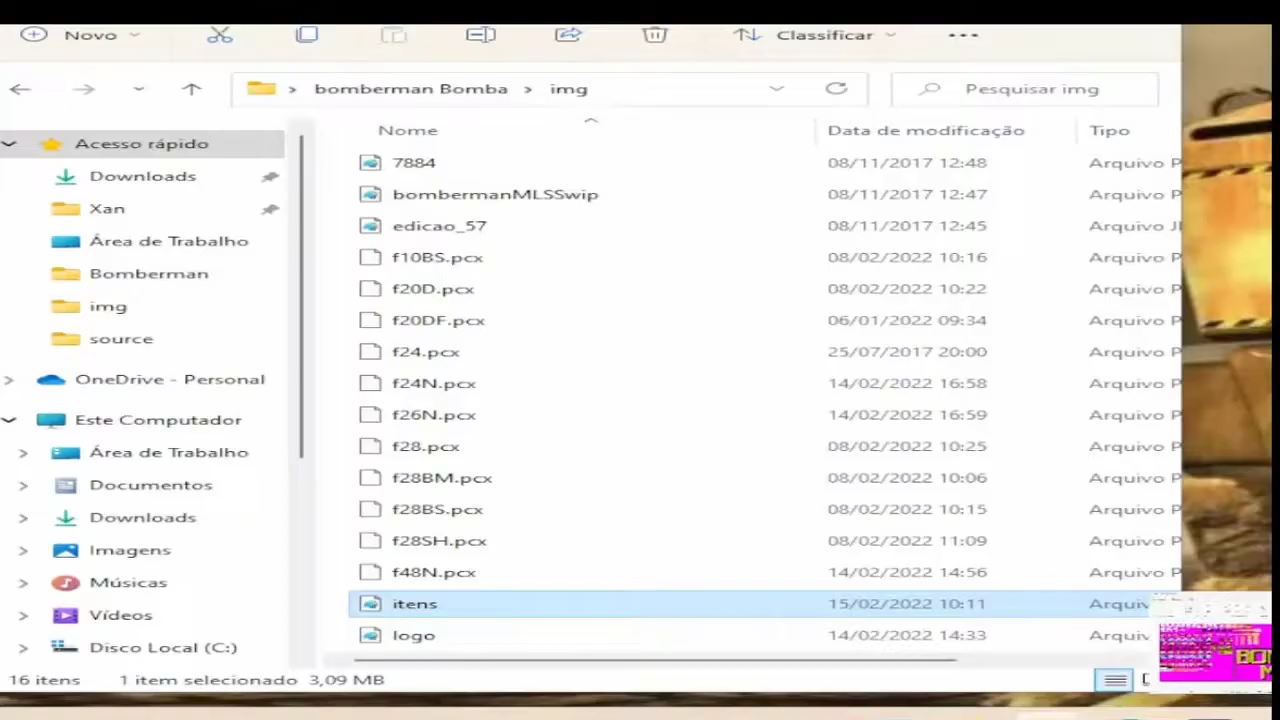 Novo Classificar
bomberman Bomba img Pesquisar img
Nome Data de modificação Tipo
Acesso rápido
Downloads
Xan
Área de Trabalho
Bomberman
img
source
OneDrive - Personal
Este Computador
Área de Trabalho
Documentos
Downloads
Imagens
Músicas
Vídeos
Disco Local (C:)
7884 08/11/2017 12:48 Arquivo P
bombermanMLSSwip 08/11/2017 12:47 Arquivo P
edicao_57 08/11/2017 12:45 Arquivo
f10BS.pcx 08/02/2022 10:16 Arquivo P
f20D.pcx 08/02/2022 10:22 Arquivo P
f20DF.pcx 06/01/2022 09:34 Arquivo P
f24.pcx 25/07/2017 20:00 Arquivo P
f24N.pcx 14/02/2022 16:58 Arquivo P
f26N.pcx 14/02/2022 16:59 Arquivo P
f28.pcx 08/02/2022 10:25 Arquivo P
f28BM.pcx 08/02/2022 10:06 Arquivo P
f28BS.pcx 08/02/2022 10:15 Arquivo P
f28SH.pcx 08/02/2022 11:09 Arquivo P
f48N.pcx 14/02/2022 14:56 Arquivo P
itens 15/02/2022 10:11 Arquiv
logo 14/02/2022 14:33 Arquiv
16 itens 1 item selecionado 3,09 MB